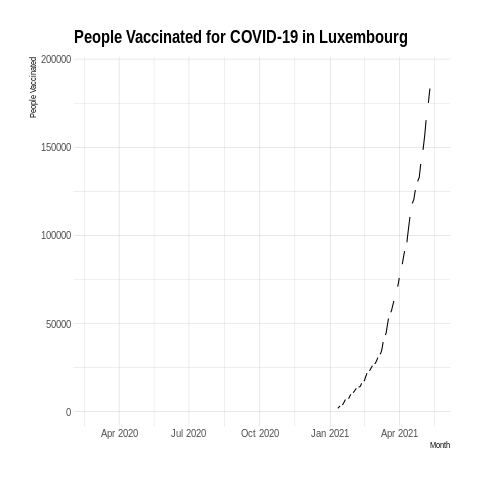 People Vaccinated for COVID-19 in Luxembourg
People Vaccinated
200000
150000
100000
50000
0
Apr 2020 Jul 2020 Oct 2020 Jan 2021 Apr 2021
Month